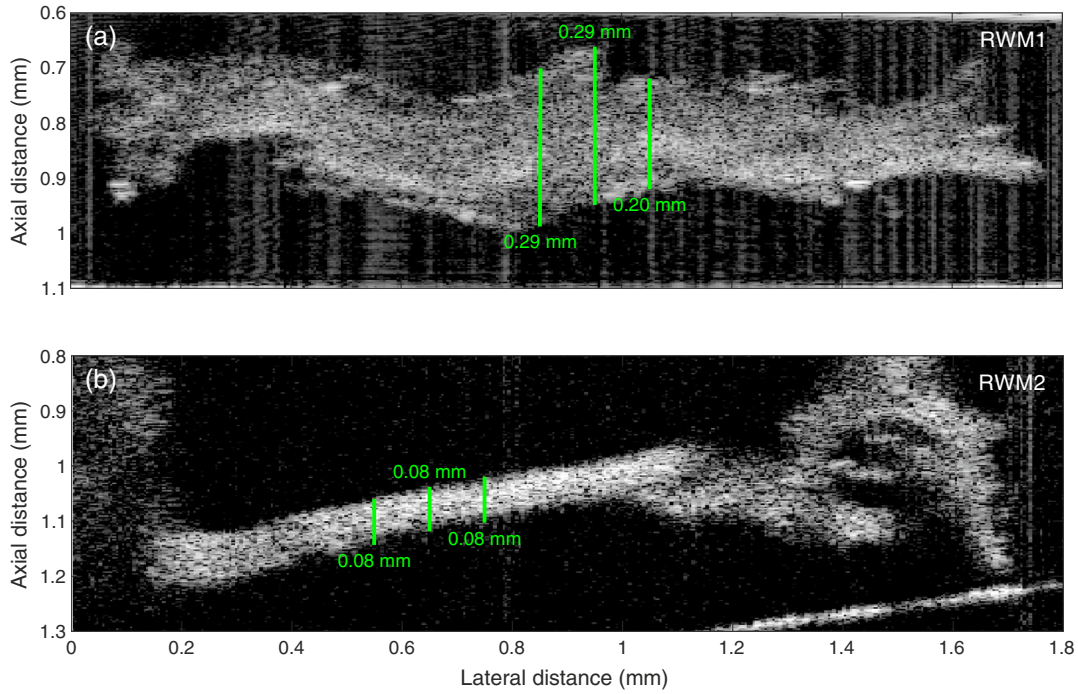 0.6
(a)
0.29 mm
RWM1
0.7
0.8
0.9
0.20 mm
1
0.29 mm
1.1
Axial distance (mm)
0.8
(b)
RWM2
0.9
1
0.08 mm
1.1
0.08 mm
0.08 mm
1.2
1.3
Axial distance (mm)
0 0.2 0.4 0.6 0.8 1 1.2 1.4 1.6 1.8
Lateral distance (mm)